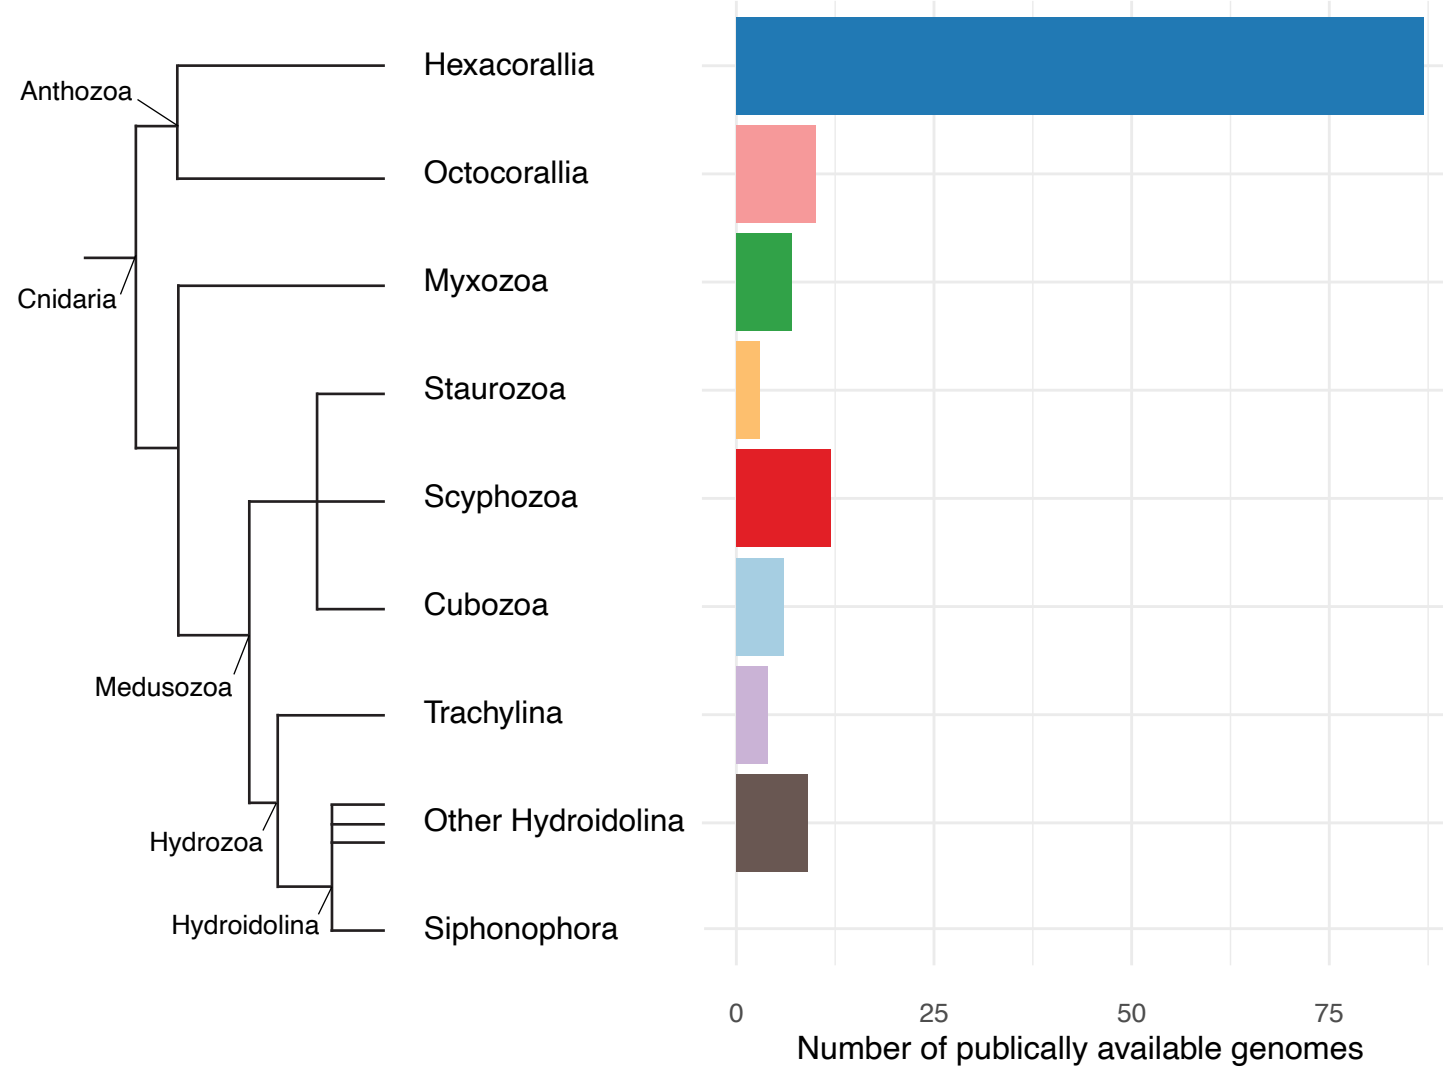 Anthozoa
Cnidaria
Medusozoa
Hydrozoa
Hydroidolina
Hexacorallia
Octocorallia
Myxozoa
Staurozoa
Scyphozoa
Cubozoa
Trachylina
Other Hydroidolina
Siphonophora
0 25 50 75
Number of publically available genomes